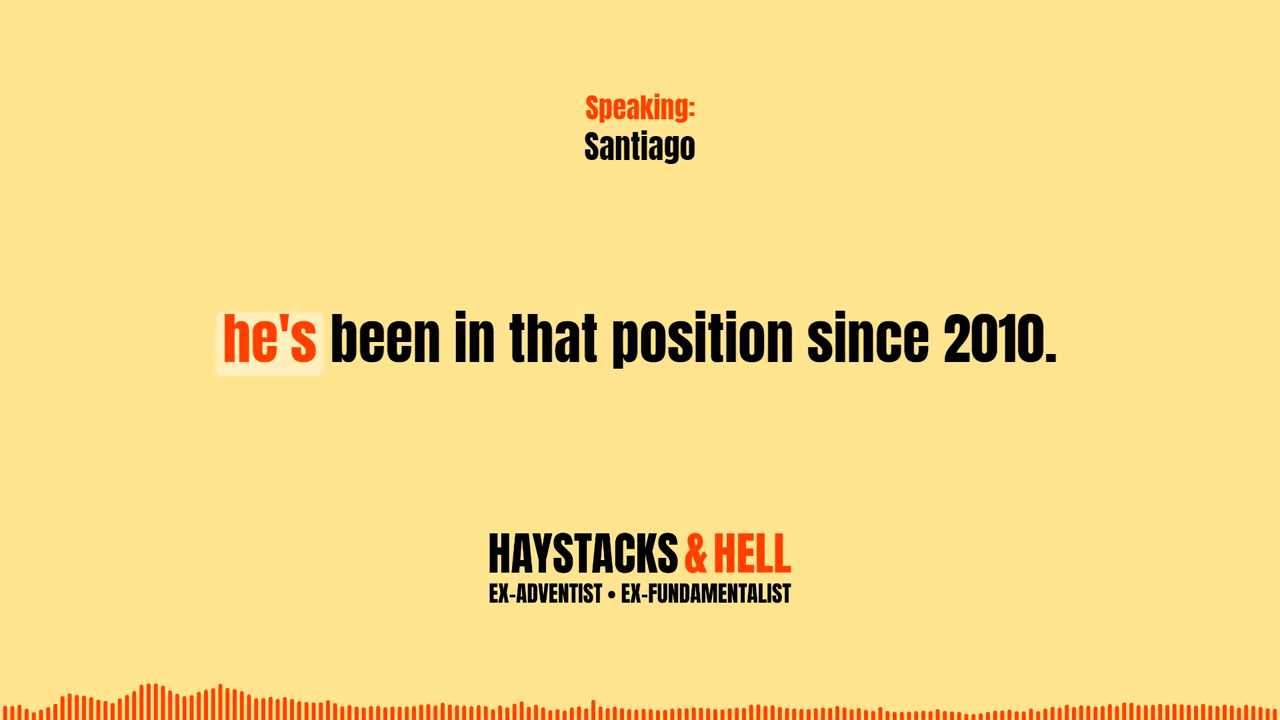 Speaking:
Santiago
he's been in that position since 2010.
HAYSTACKS & HELL
EX-ADVENTIST • EX-FUNDAMENTALIST